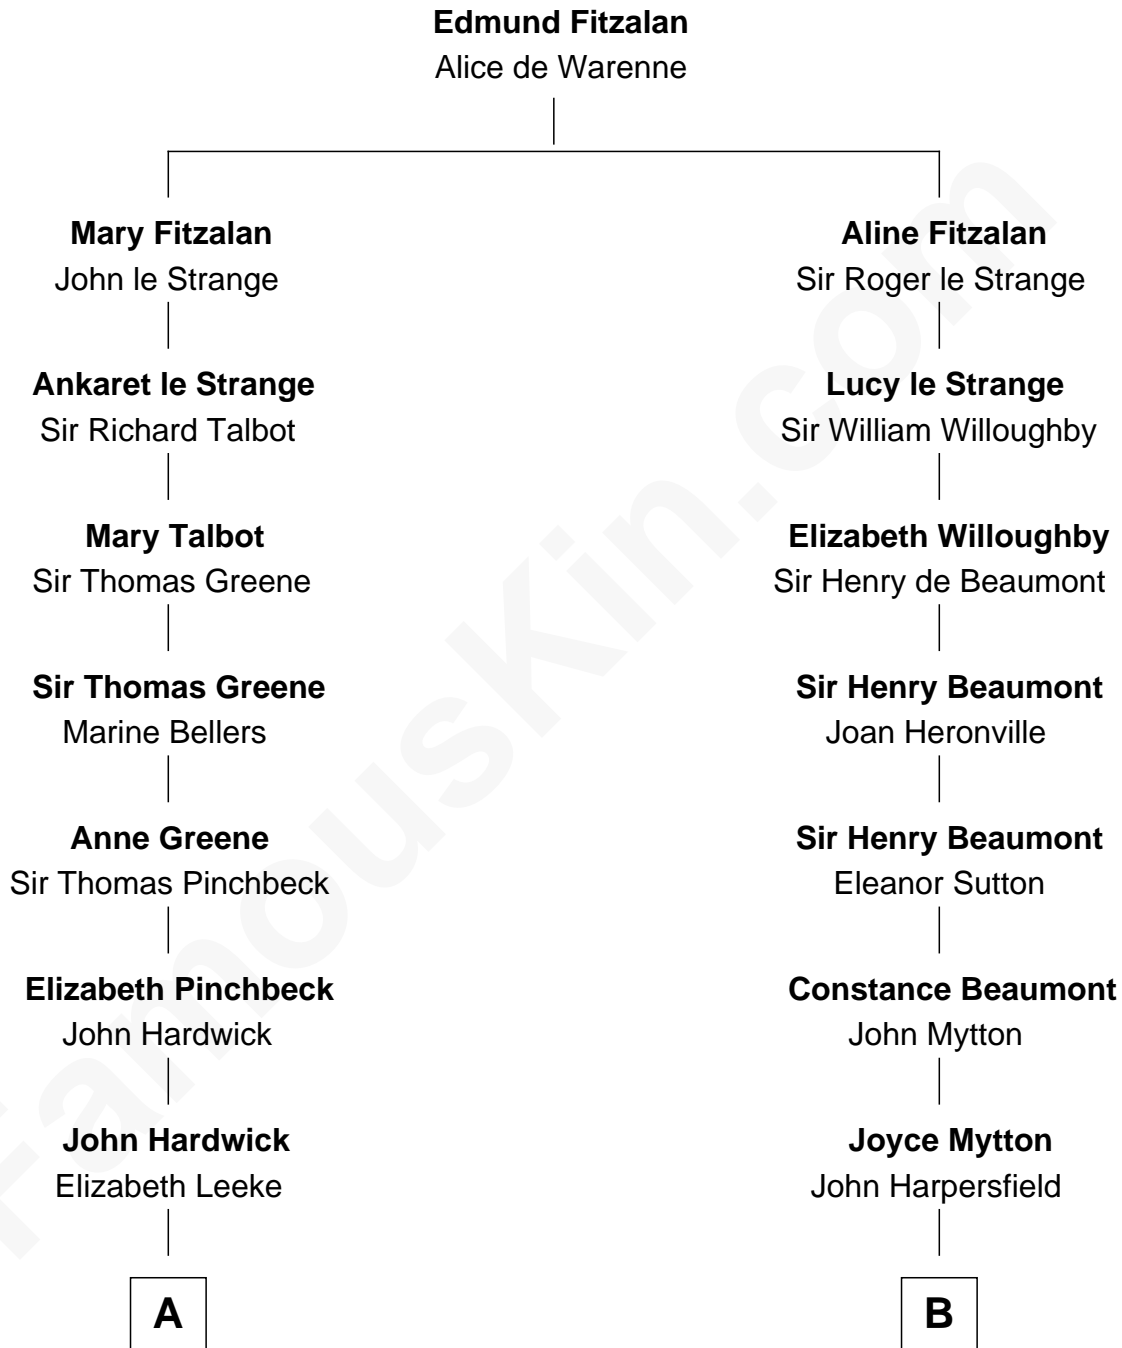 Edmund Fitzalan
Alice de Warenne
Mary Fitzalan
John le Strange
Aline Fitzalan
Sir Roger le Strange
Ankaret le Strange
Sir Richard Talbot
Lucy le Strange
Sir William Willoughby
Mary Talbot
Sir Thomas Greene
Elizabeth Willoughby
Sir Henry de Beaumont
Sir Thomas Greene
Marine Bellers
Sir Henry Beaumont
Joan Heronville
Anne Greene
Sir Thomas Pinchbeck
Sir Henry Beaumont
Eleanor Sutton
Elizabeth Pinchbeck
John Hardwick
Constance Beaumont
John Mytton
John Hardwick
Elizabeth Leeke
Joyce Mytton
John Harpersfield
A
B
FamousKin.com